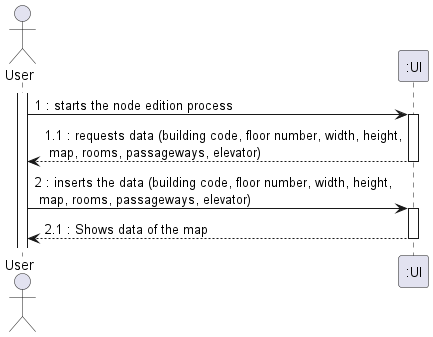 User
:UI
1 : starts the node edition process
1.1 : requests data (building code, floor number, width, height,
map, rooms, passageways, elevator)
2 : inserts the data (building code, floor number, width, height,
map, rooms, passageways, elevator)
2.1 : Shows data of the map
User
:UI